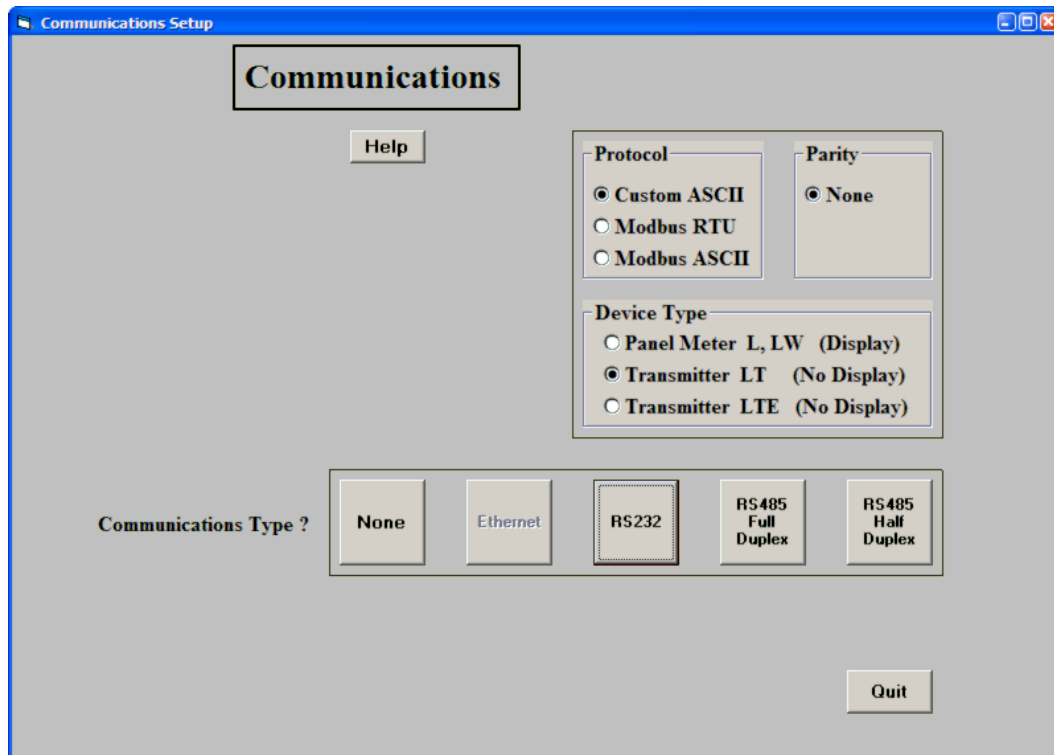 Communications Setup
Communications
Help
Protocol
Custom ASCII
Modbus RTU
Modbus ASCII
Parity
None
Device Type
Panel Meter L, LW (Display)
Transmitter LT (No Display)
Transmitter LTE (No Display)
Communications Type ?
None
Ethernet
RS232
RS485
Full
Duplex
RS485
Half
Duplex
Quit